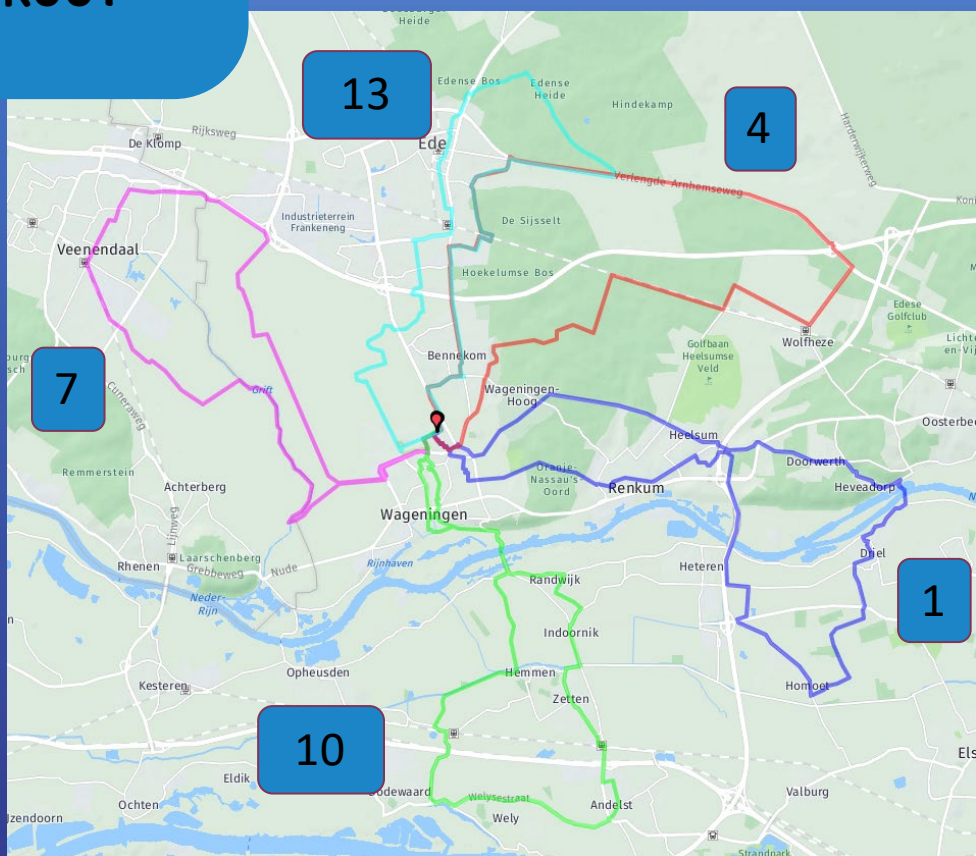 Heide
13
Edense Bos
Edense
Heide
Hindekamp
4
Harderwijkerweg
Rijksweg
De Klomp
Ede
Verlengde Arnhemseweg
Industrieterrein
Frankeneng
De Sijsselt
Veenendaal
Hoekelumse Bos
Edese
Golfclub
Wolfheze
Golfbaan
Heelsumse
Veld
Bennekom
7
Grift
Cuneraweg
Wageningen-
Hoog
Heelsum
Doorwerth
Heveadorp
Remmerstein
Achterberg
Oranje-
Nassau's-
Oord
Renkum
Lijnweg
Wageningen
Laarschenberg
Grebbeweg
Nude
Rhenen
Rijnhaven
Neder-
Rijn
Randwijk
Heteren
Driel
1
Indoornik
Opheusden
Hemmen
Kesteren
Zetten
Homoet
10
Eldik
Ochten
Welysestraat
Andelst
Wely
Valburg
Strandpark